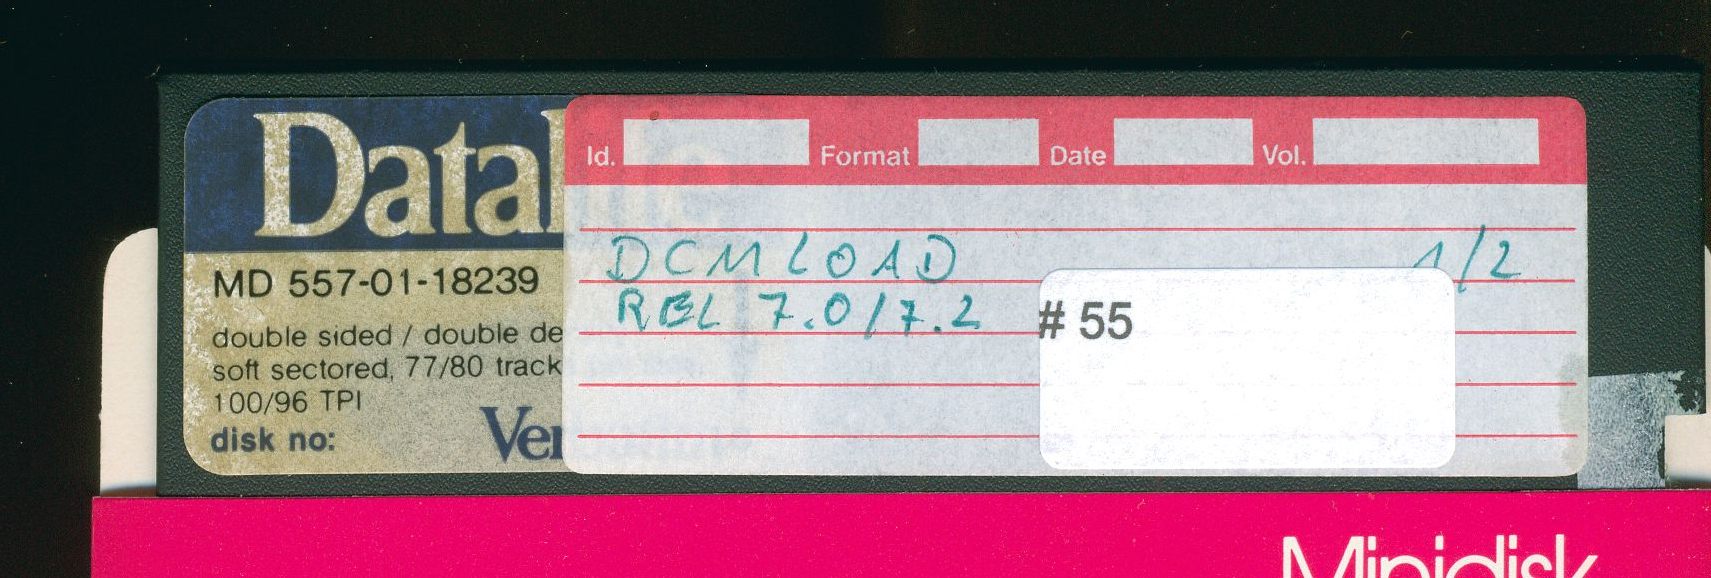 Datal
MD 557-01-18239
double sided / double de
soft sectored, 77/80 track
100/96 TPI
disk no:
Ver
Id. Format Date Vol.
DCMLOAD 1/2
REL 7.0/7.2
# 55
Minidisk